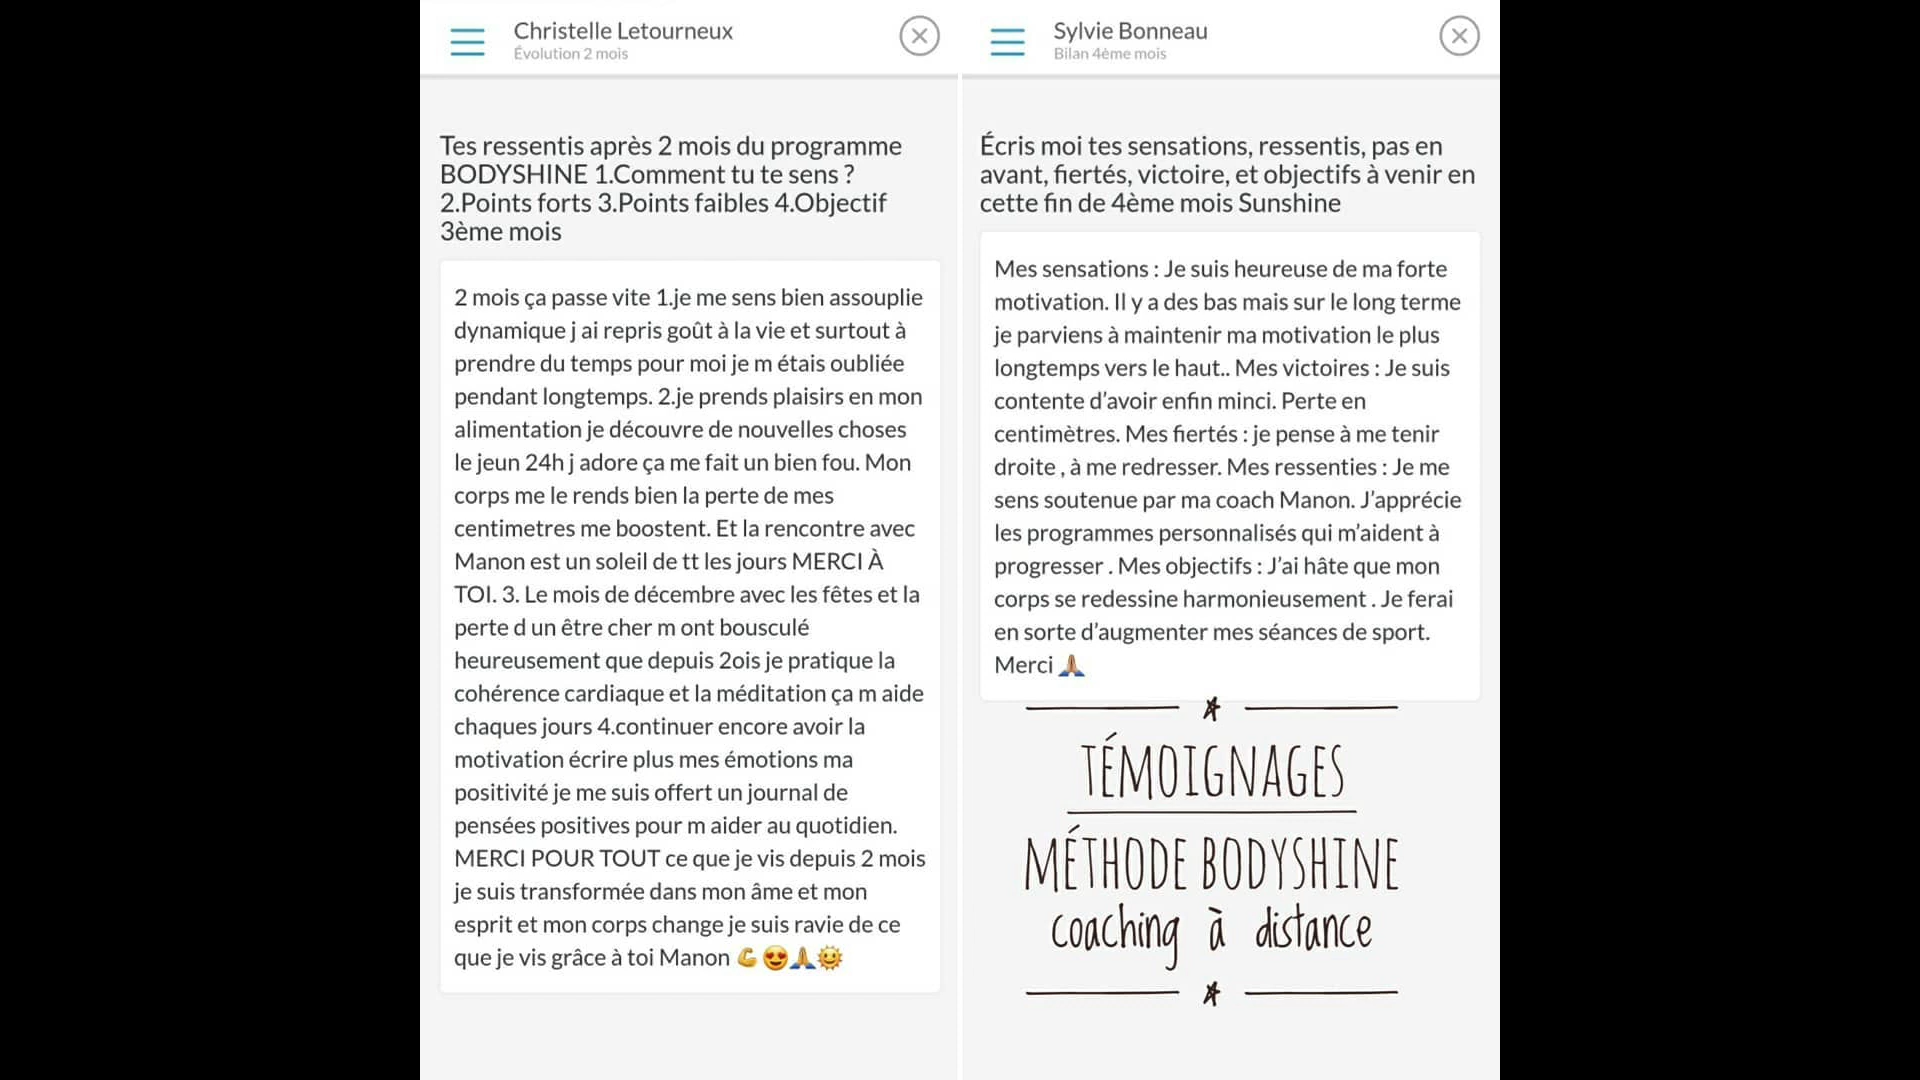 Christelle Letourneux
Évolution 2 mois
Tes ressentis après 2 mois du programme
BODYSHINE 1.Comment tu te sens ?
2.Points forts 3.Points faibles 4.Objectif
3ème mois
2 mois ça passe vite 1.je me sens bien assouplie
dynamique j ai repris goût à la vie et surtout à
prendre du temps pour moi je m étais oubliée
pendant longtemps. 2.je prends plaisirs en mon
alimentation je découvre de nouvelles choses
le jeun 24h j adore ça me fait un bien fou. Mon
corps me le rends bien la perte de mes
centimetres me boostent. Et la rencontre avec
Manon est un soleil de tt les jours MERCI À
TOI. 3. Le mois de décembre avec les fêtes et la
perte d un être cher m ont bousculé
heureusement que depuis 2ois je pratique la
cohérence cardiaque et la méditation ça m aide
chaques jours 4.continuer encore avoir la
motivation écrire plus mes émotions ma
positivité je me suis offert un journal de
pensées positives pour m aider au quotidien.
MERCI POUR TOUT ce que je vis depuis 2 mois
je suis transformée dans mon âme et mon
esprit et mon corps change je suis ravie de ce
que je vis grâce à toi Manon 💪😍🙏🌞
Sylvie Bonneau
Bilan 4ème mois
Écris moi tes sensations, ressentis, pas en
avant, fiertés, victoire, et objectifs à venir en
cette fin de 4ème mois Sunshine
Mes sensations : Je suis heureuse de ma forte
motivation. Il y a des bas mais sur le long terme
je parviens à maintenir ma motivation le plus
longtemps vers le haut.. Mes victoires : Je suis
contente d’avoir enfin minci. Perte en
centimètres. Mes fiertés : je pense à me tenir
droite , à me redresser. Mes ressenties : Je me
sens soutenue par ma coach Manon. J’apprécie
les programmes personnalisés qui m’aident à
progresser . Mes objectifs : J’ai hâte que mon
corps se redessine harmonieusement . Je ferai
en sorte d’augmenter mes séances de sport.
Merci 🙏
TÉMOIGNAGES
MÉTHODE BODYSHINE
coaching à distance